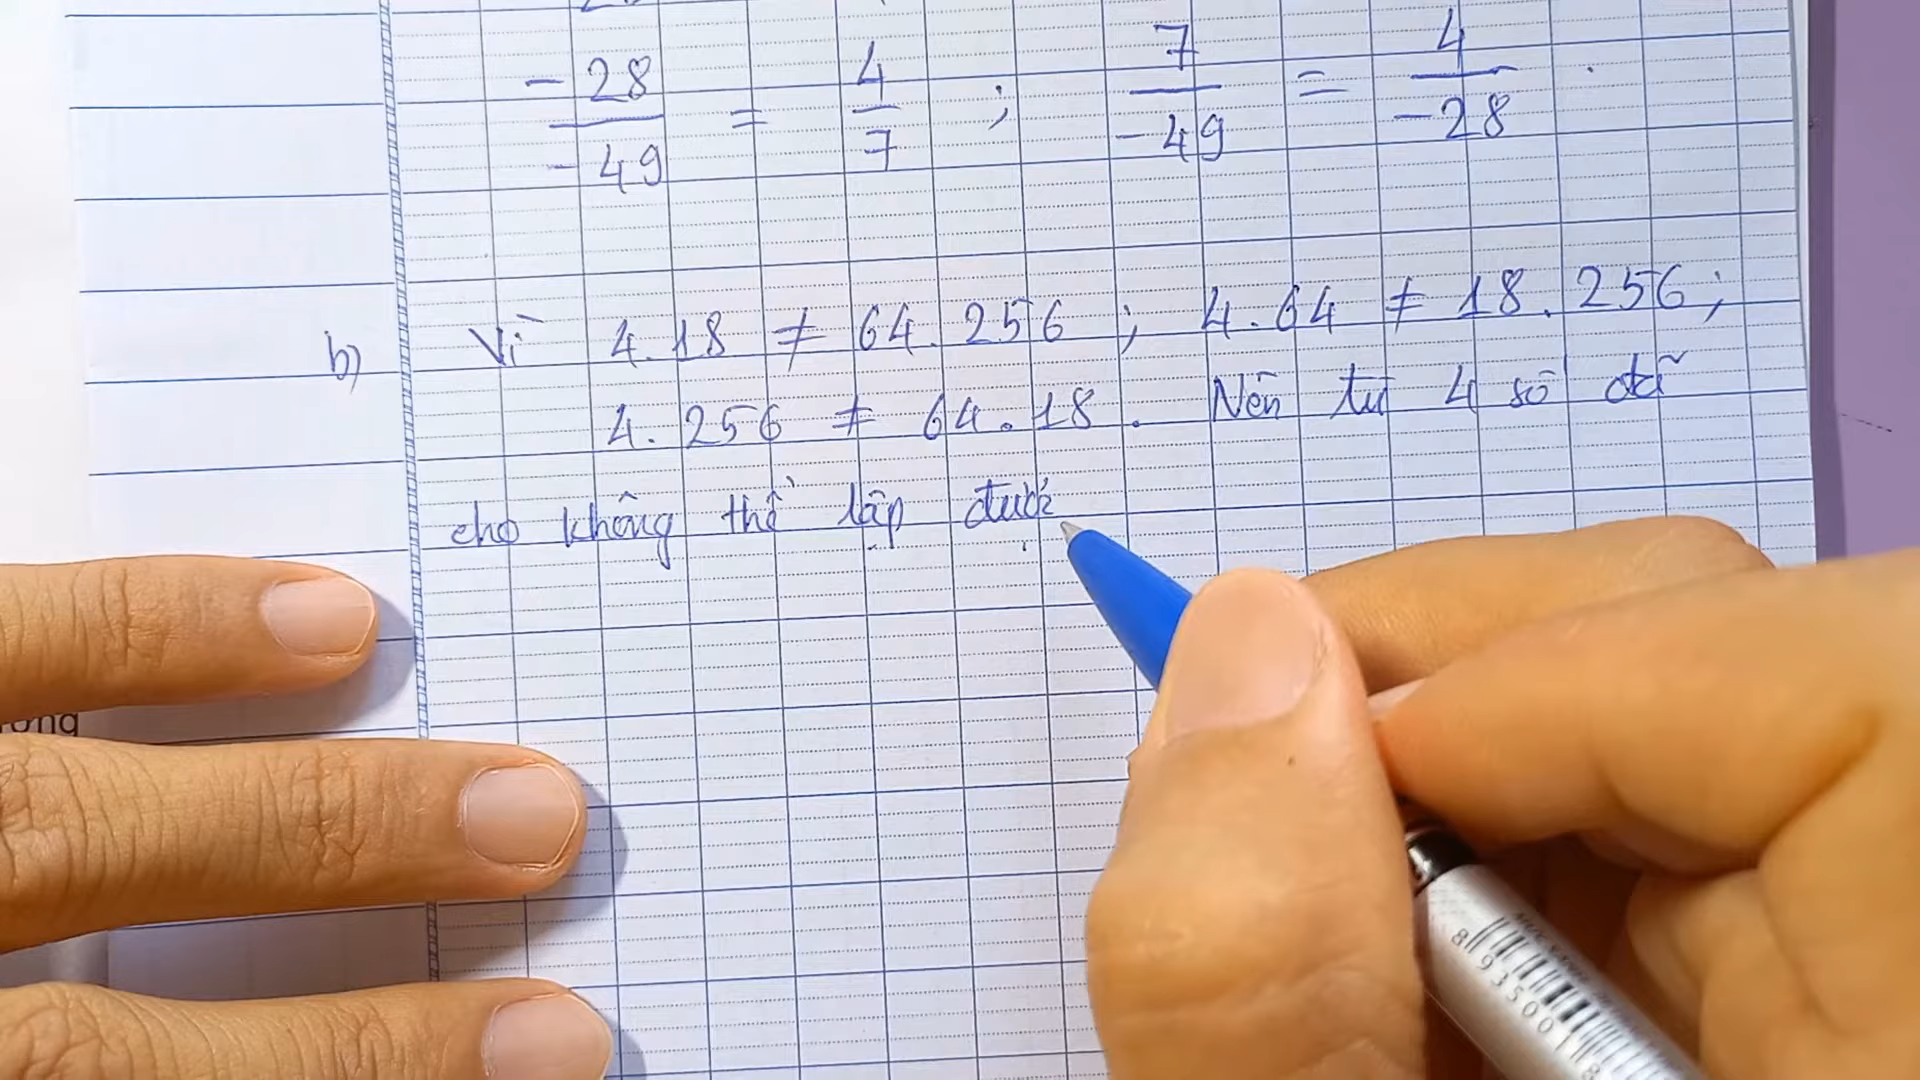 -28/-49 = 4/7 ; 7/-49 = 4/-28 .
b) Vì 4.18 ≠ 64.256 ; 4.64 ≠ 18.256 ;
4.256 ≠ 64.18 . Nên từ 4 số đã
cho không thể lập được
ương